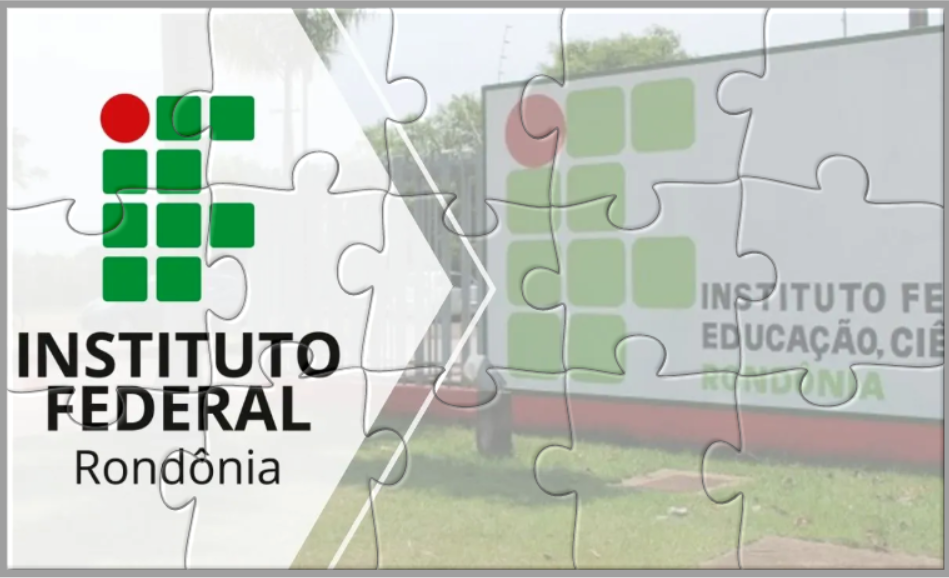 INSTITUTO
FEDERAL
Rondônia
INSTITUTO FE
EDUCAÇÃO, CIÊ
RONDÔNIA